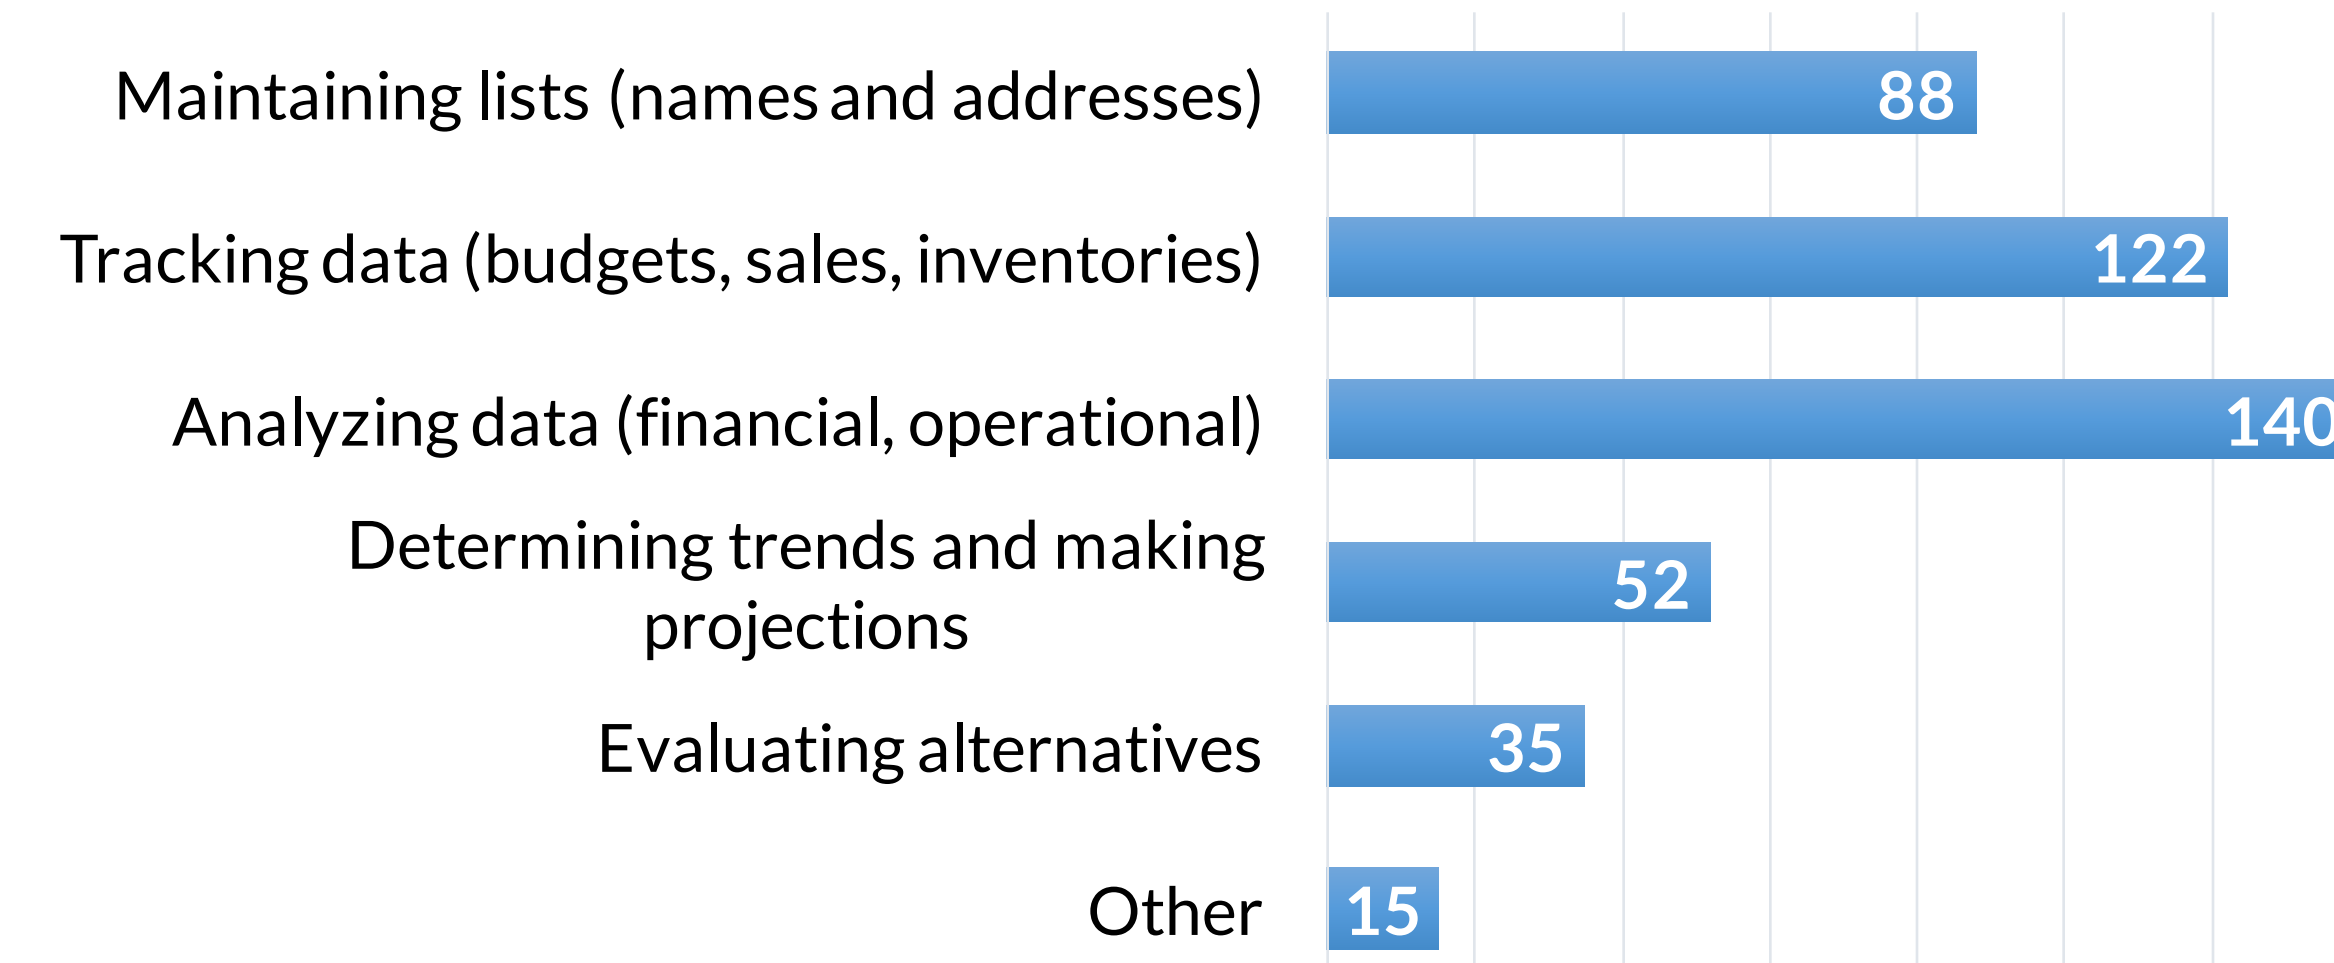 Maintaining lists (names and addresses) 88
Tracking data (budgets, sales, inventories) 122
Analyzing data (financial, operational) 140
Determining trends and making
projections
52
Evaluating alternatives 35
Other 15